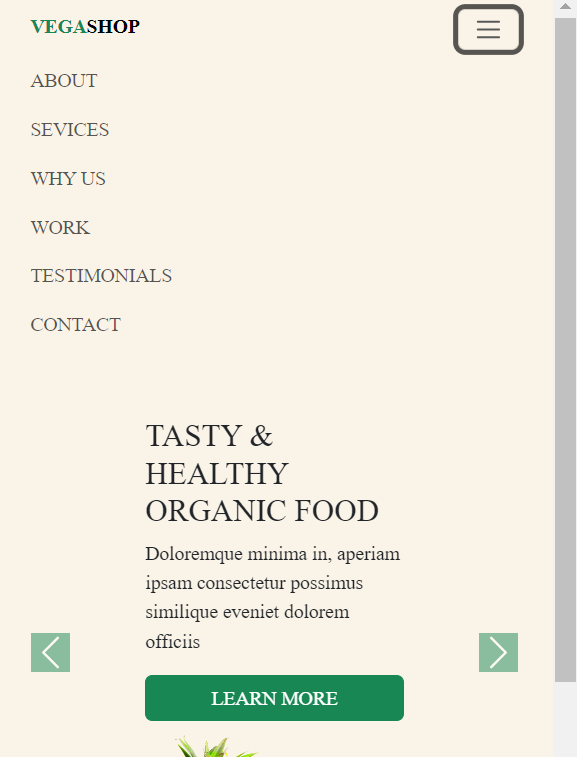 VEGASHOP
ABOUT
SEVICES
WHY US
WORK
TESTIMONIALS
CONTACT
TASTY &
HEALTHY
ORGANIC FOOD
Doloremque minima in, aperiam
ipsam consectetur possimus
similique eveniet dolorem
officiis
LEARN MORE